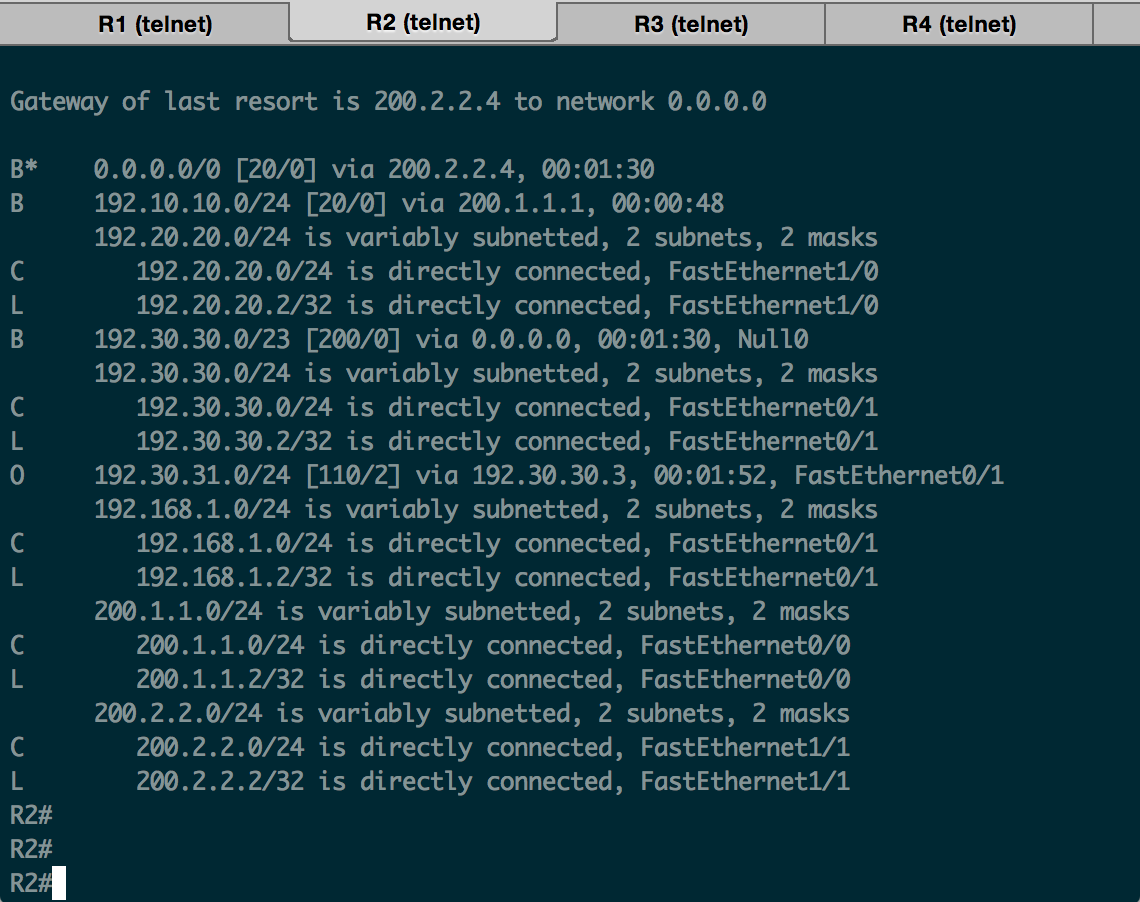 R1 (telnet) R2 (telnet) R3 (telnet) R4 (telnet)
Gateway of last resort is 200.2.2.4 to network 0.0.0.0
B*    0.0.0.0/0 [20/0] via 200.2.2.4, 00:01:30
B     192.10.10.0/24 [20/0] via 200.1.1.1, 00:00:48
      192.20.20.0/24 is variably subnetted, 2 subnets, 2 masks
C        192.20.20.0/24 is directly connected, FastEthernet1/0
L        192.20.20.2/32 is directly connected, FastEthernet1/0
B     192.30.30.0/23 [200/0] via 0.0.0.0, 00:01:30, Null0
      192.30.30.0/24 is variably subnetted, 2 subnets, 2 masks
C        192.30.30.0/24 is directly connected, FastEthernet0/1
L        192.30.30.2/32 is directly connected, FastEthernet0/1
O     192.30.31.0/24 [110/2] via 192.30.30.3, 00:01:52, FastEthernet0/1
      192.168.1.0/24 is variably subnetted, 2 subnets, 2 masks
C        192.168.1.0/24 is directly connected, FastEthernet0/1
L        192.168.1.2/32 is directly connected, FastEthernet0/1
      200.1.1.0/24 is variably subnetted, 2 subnets, 2 masks
C        200.1.1.0/24 is directly connected, FastEthernet0/0
L        200.1.1.2/32 is directly connected, FastEthernet0/0
      200.2.2.0/24 is variably subnetted, 2 subnets, 2 masks
C        200.2.2.0/24 is directly connected, FastEthernet1/1
L        200.2.2.2/32 is directly connected, FastEthernet1/1
R2#
R2#
R2#